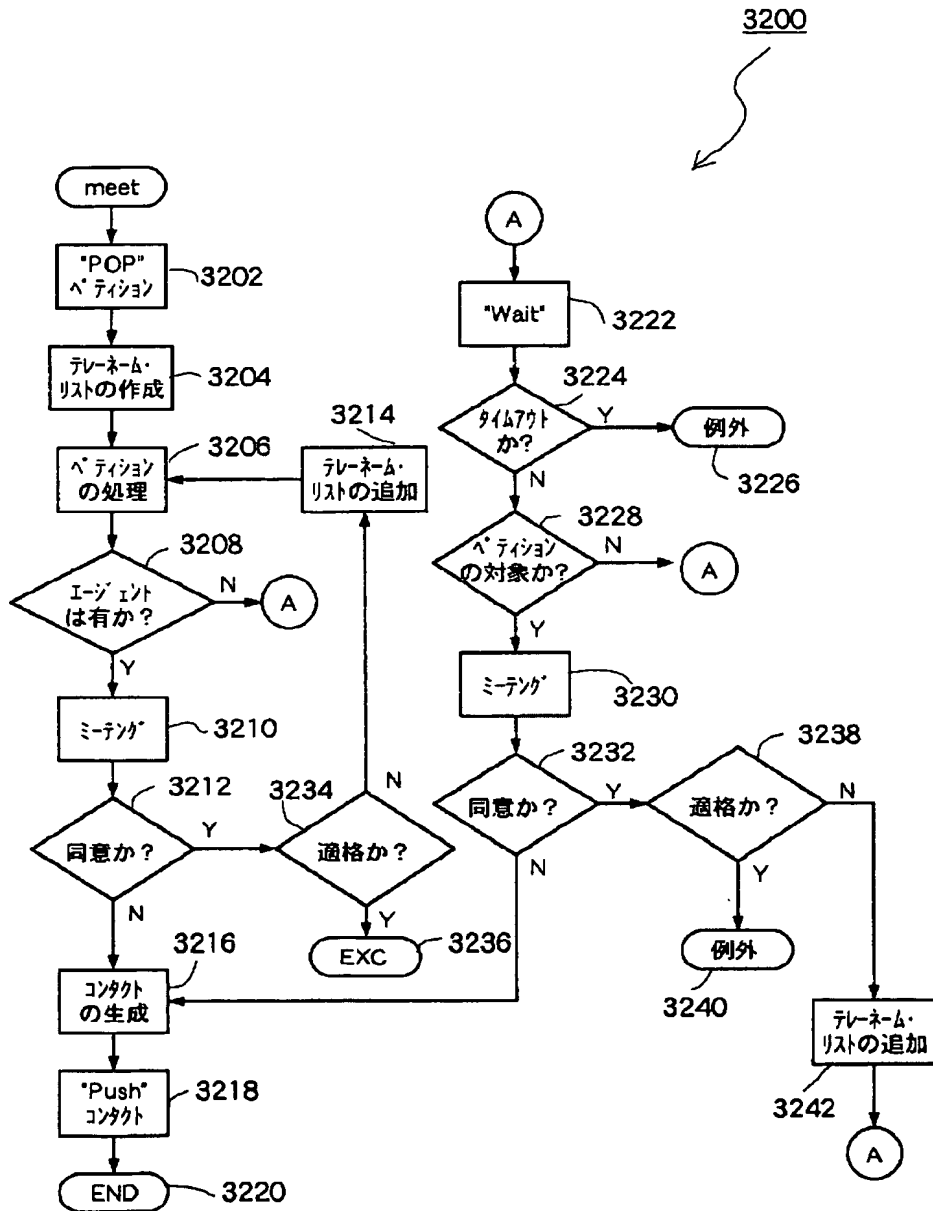 3200
meet
"POP"
ペティション
3202
テレーネーム・
リストの作成
3204
ペティション
の処理
3206
テレーネーム・
リストの追加
3214
エージェント
は有か？
3208
N
A
Y
ミーテング
3210
同意か？
3212
Y
N
適格か？
3234
N
Y
EXC
3236
コンタクト
の生成
3216
"Push"
コンタクト
3218
END
3220
A
"Wait"
3222
タイムアウト
か？
3224
Y
例外
3226
N
ペティション
の対象か？
3228
N
A
Y
ミーテング
3230
同意か？
3232
Y
N
適格か？
3238
N
Y
例外
3240
テレーネーム・
リストの追加
3242
A